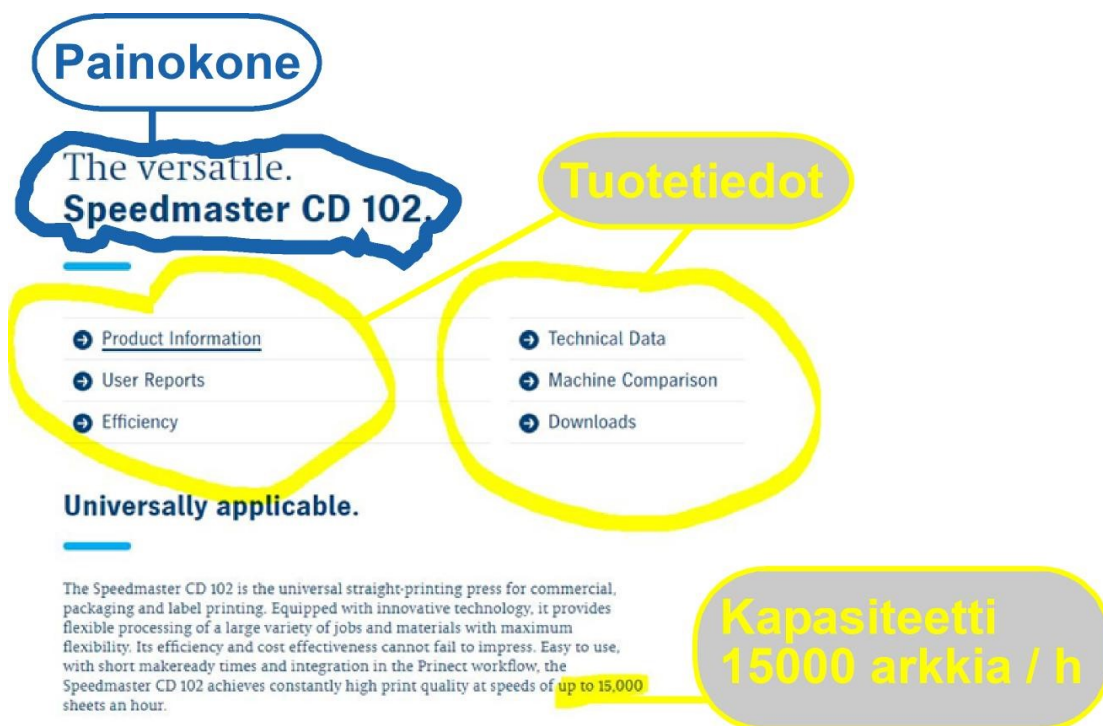 Painokone
The versatile.
Speedmaster CD 102.
Tuotetiedot
Product Information
User Reports
Efficiency
Technical Data
Machine Comparison
Downloads
Universally applicable.
The Speedmaster CD 102 is the universal straight-printing press for commercial,
packaging and label printing. Equipped with innovative technology, it provides
flexible processing of a large variety of jobs and materials with maximum
flexibility. Its efficiency and cost effectiveness cannot fail to impress. Easy to use,
with short makeready times and integration in the Prinect workflow, the
Speedmaster CD 102 achieves constantly high print quality at speeds of up to 15,000
sheets an hour.
Kapasiteetti
15000 arkkia / h